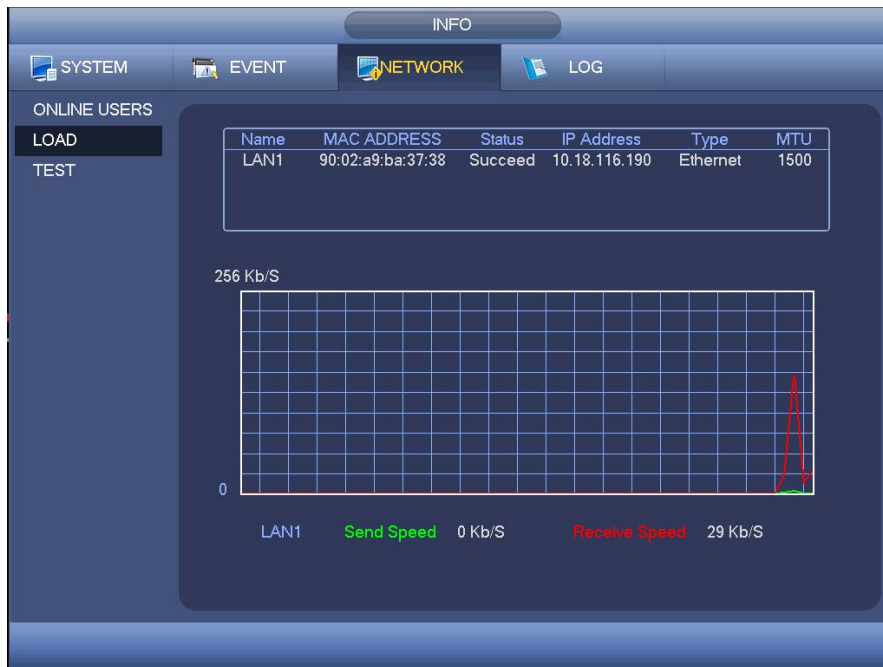 INFO
SYSTEM EVENT NETWORK LOG
ONLINE USERS
LOAD
TEST
Name MAC ADDRESS Status IP Address Type MTU
LAN1 90:02:a9:ba:37:38 Succeed 10.18.116.190 Ethernet 1500
256 Kb/S
0
LAN1 Send Speed 0 Kb/S Receive Speed 29 Kb/S